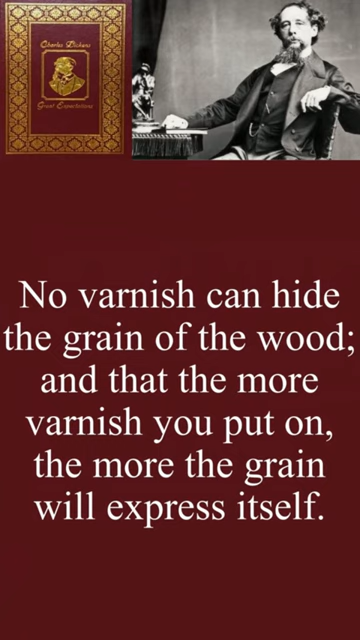 Charles Dickens
Great Expectations
No varnish can hide
the grain of the wood;
and that the more
varnish you put on,
the more the grain
will express itself.